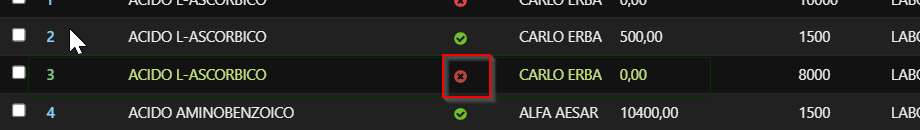 1 ACIDO L-ASCORBICO CARLO ERBA 0,00 10000 LABO
2 ACIDO L-ASCORBICO CARLO ERBA 500,00 1500 LABO
3 ACIDO L-ASCORBICO CARLO ERBA 0,00 8000 LABO
4 ACIDO AMINOBENZOICO ALFA AESAR 10400,00 1500 LABO